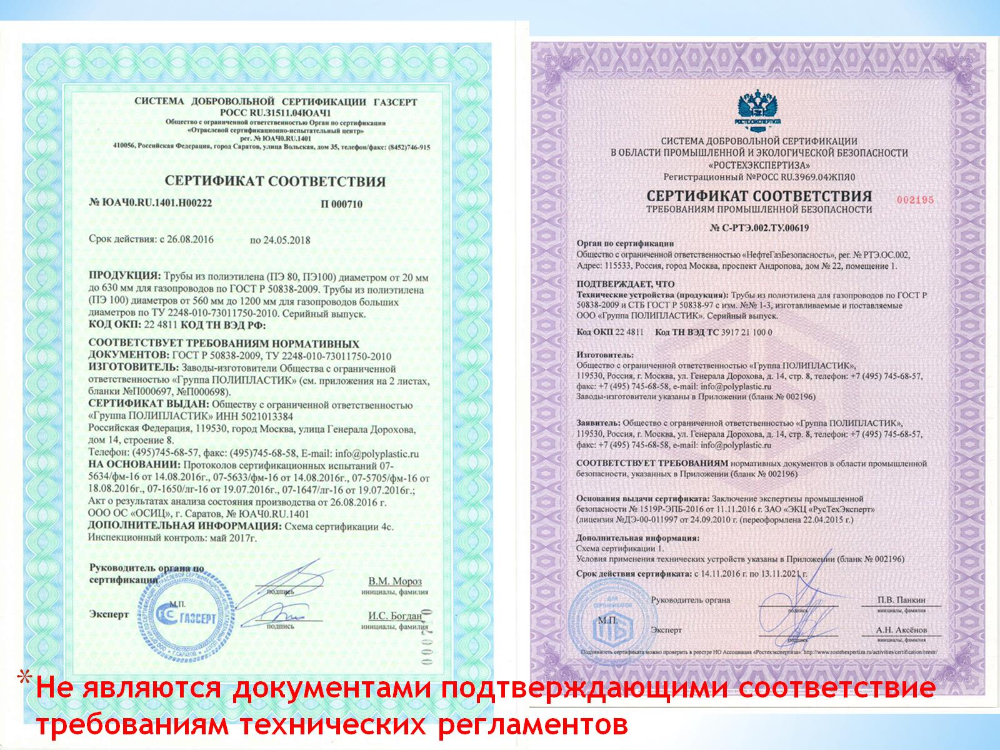 СИСТЕМА ДОБРОВОЛЬНОЙ СЕРТИФИКАЦИИ ГАЗСЕРТ
РОСС RU.31511.04ЮАЧ1
Общество с ограниченной ответственностью Орган по сертификации
«Отраслевой сертификационно-испытательный центр»
рег. № ЮАЧ0.RU.1401
410056, Российская Федерация, город Саратов, улица Вольская, дом 35, телефон/факс: (8452)746-915
СЕРТИФИКАТ СООТВЕТСТВИЯ
№ ЮАЧ0.RU.1401.Н00222 П 000710
Срок действия: с 26.08.2016 по 24.05.2018
ПРОДУКЦИЯ: Трубы из полиэтилена (ПЭ 80, ПЭ100) диаметром от 20 мм
до 630 мм для газопроводов по ГОСТ Р 50838-2009. Трубы из полиэтилена
(ПЭ 100) диаметров от 560 мм до 1200 мм для газопроводов больших
диаметров по ТУ 2248-010-73011750-2010. Серийный выпуск.
КОД ОКП: 22 4811 КОД ТН ВЭД РФ:
СООТВЕТСТВУЕТ ТРЕБОВАНИЯМ НОРМАТИВНЫХ
ДОКУМЕНТОВ: ГОСТ Р 50838-2009, ТУ 2248-010-73011750-2010
ИЗГОТОВИТЕЛЬ: Заводы-изготовители Общества с ограниченной
ответственностью «Группа ПОЛИПЛАСТИК» (см. приложения на 2 листах,
бланки №П000697, №П000698).
СЕРТИФИКАТ ВЫДАН: Обществу с ограниченной ответственностью
«Группа ПОЛИПЛАСТИК» ИНН 5021013384
Российская Федерация, 119530, город Москва, улица Генерала Дорохова,
дом 14, строение 8.
Телефон: (495)745-68-57, факс: (495)745-68-58, E-mail: info@polyplastic.ru
НА ОСНОВАНИИ: Протоколов сертификационных испытаний 07-
5634/фм-16 от 14.08.2016г., 07-5633/фм-16 от 14.08.2016г., 07-5705/фм-16 от
18.08.2016г., 07-1650/лг-16 от 19.07.2016г., 07-1647/лг-16 от 19.07.2016г.;
Акт о результатах анализа состояния производства от 26.08.2016 г.
ООО ОС «ОСИЦ», г. Саратов, № ЮАЧ0.RU.1401
ДОПОЛНИТЕЛЬНАЯ ИНФОРМАЦИЯ: Схема сертификации 4с.
Инспекционный контроль: май 2017г.
Руководитель органа по
сертификации
подпись
В.М. Мороз
инициалы, фамилия
М.П.
ГАЗСЕРТ
Эксперт
подпись
И.С. Богдан
инициалы, фамилия
000710
РОСТЕХЭКСПЕРТИЗА
СИСТЕМА ДОБРОВОЛЬНОЙ СЕРТИФИКАЦИИ
В ОБЛАСТИ ПРОМЫШЛЕННОЙ И ЭКОЛОГИЧЕСКОЙ БЕЗОПАСНОСТИ
«РОСТЕХЭКСПЕРТИЗА»
Регистрационный №РОСС RU.3969.04ЖПЯ0
СЕРТИФИКАТ СООТВЕТСТВИЯ
002195
ТРЕБОВАНИЯМ ПРОМЫШЛЕННОЙ БЕЗОПАСНОСТИ
№ С-РТЭ.002.ТУ.00619
Орган по сертификации
Общество с ограниченной ответственностью «НефтеГазБезопасность», рег. № РТЭ.ОС.002,
Адрес: 115533, Россия, город Москва, проспект Андропова, дом № 22, помещение 1.
ПОДТВЕРЖДАЕТ, ЧТО
Технические устройства (продукция): Трубы из полиэтилена для газопроводов по ГОСТ Р
50838-2009 и СТБ ГОСТ Р 50838-97 с изм. №№ 1-3, изготавливаемые и поставляемые
ООО «Группа ПОЛИПЛАСТИК». Серийный выпуск.
Код ОКП 22 4811 Код ТН ВЭД ТС 3917 21 100 0
Изготовитель:
Общество с ограниченной ответственностью «Группа ПОЛИПЛАСТИК»,
119530, Россия, г. Москва, ул. Генерала Дорохова, д. 14, стр. 8, телефон: +7 (495) 745-68-57,
факс: +7 (495) 745-68-58, e-mail: info@polyplastic.ru
Заводы-изготовители указаны в Приложении (бланк № 002196)
Заявитель: Общество с ограниченной ответственностью «Группа ПОЛИПЛАСТИК»,
119530, Россия, г. Москва, ул. Генерала Дорохова, д. 14, стр. 8, телефон: +7 (495) 745-68-57,
факс: +7 (495) 745-68-58, e-mail: info@polyplastic.ru
СООТВЕТСТВУЕТ ТРЕБОВАНИЯМ нормативных документов в области промышленной
безопасности, указанных в Приложении (бланк № 002196)
Основания выдачи сертификата: Заключение экспертизы промышленной
безопасности № 1519Р-ЭПБ-2016 от 11.11.2016 г. ЗАО «ЭКЦ «РусТехЭксперт»
(лицензия №ДЭ-00-011997 от 24.09.2010 г. (переоформлена 22.04.2015 г.)
Дополнительная информация:
Схема сертификации 1.
Условия применения технических устройств указаны в Приложении (бланк № 002196)
Срок действия сертификата: с 14.11.2016 г. по 13.11.2021 г.
ДЛЯ
СЕРТИФИКАТОВ
Руководитель органа
подпись
П.В. Панкин
инициалы, фамилия
М.П.
Эксперт
подпись
А.Н. Аксёнов
инициалы, фамилия
Подлинность сертификата можно проверить в реестре НО Ассоциация «Ростехэкспертиза»: http://www.rostehexpertiza.ru/activities/certification/reestr/
* Не являются документами подтверждающими соответствие
требованиям технических регламентов